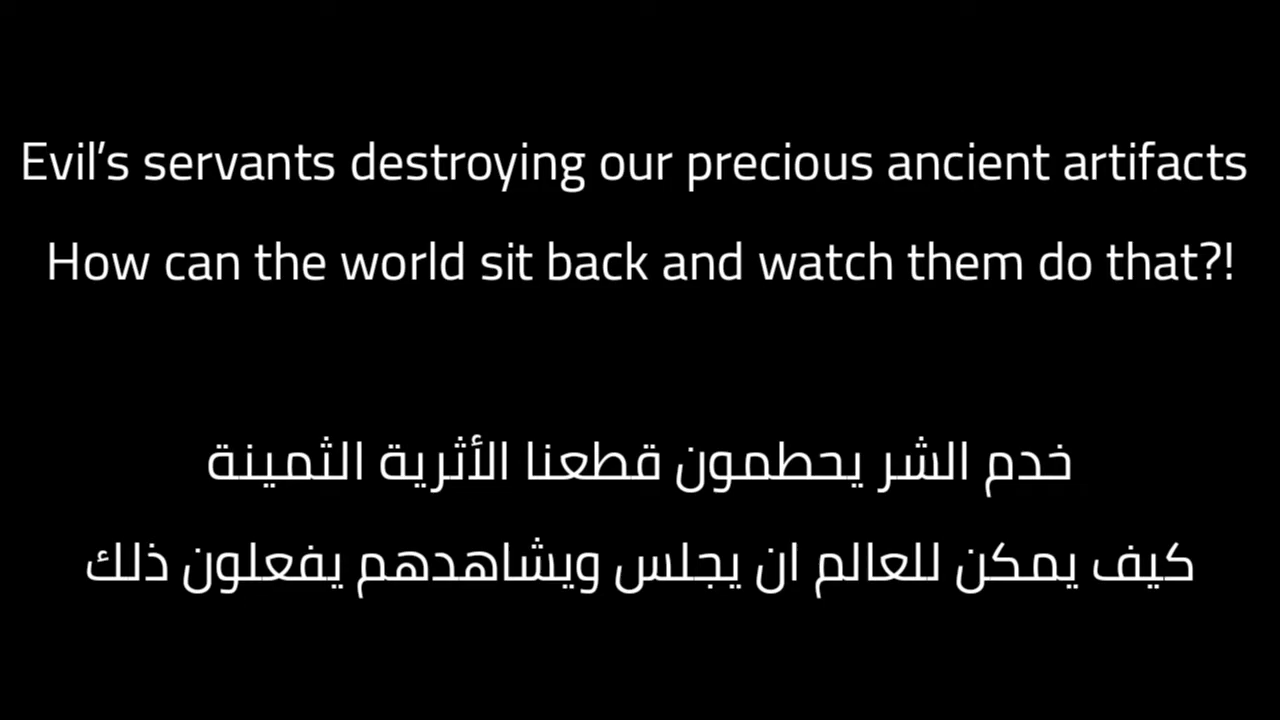 Evil’s servants destroying our precious ancient artifacts
How can the world sit back and watch them do that?!
خدم الشر يحطمون قطعنا الأثرية الثمينة
كيف يمكن للعالم ان يجلس ويشاهدهم يفعلون ذلك